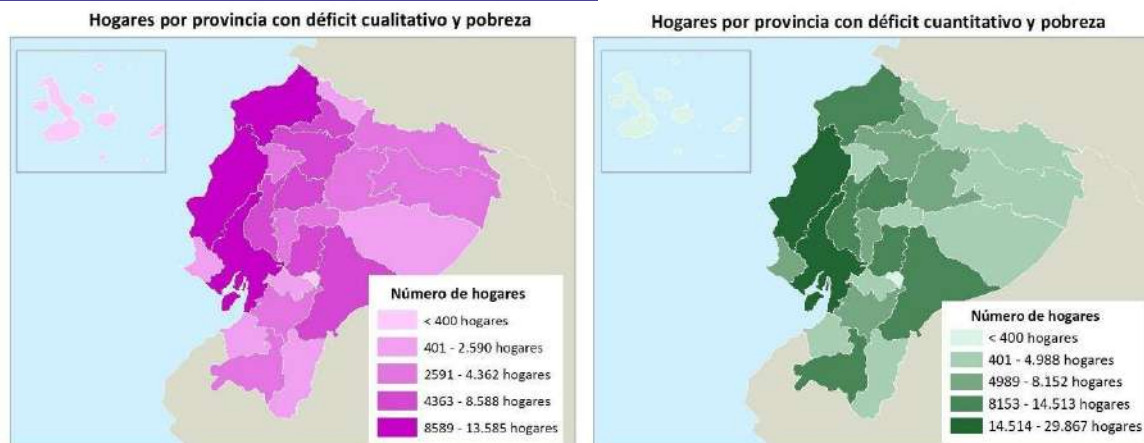 Hogares por provincia con déficit cualitativo y pobreza
Número de hogares
< 400 hogares
401 - 2.590 hogares
2591 - 4.362 hogares
4363 - 8.588 hogares
8589 - 13.585 hogares
Hogares por provincia con déficit cuantitativo y pobreza
Número de hogares
< 400 hogares
401 - 4.988 hogares
4989 - 8.152 hogares
8153 - 14.513 hogares
14.514 - 29.867 hogares